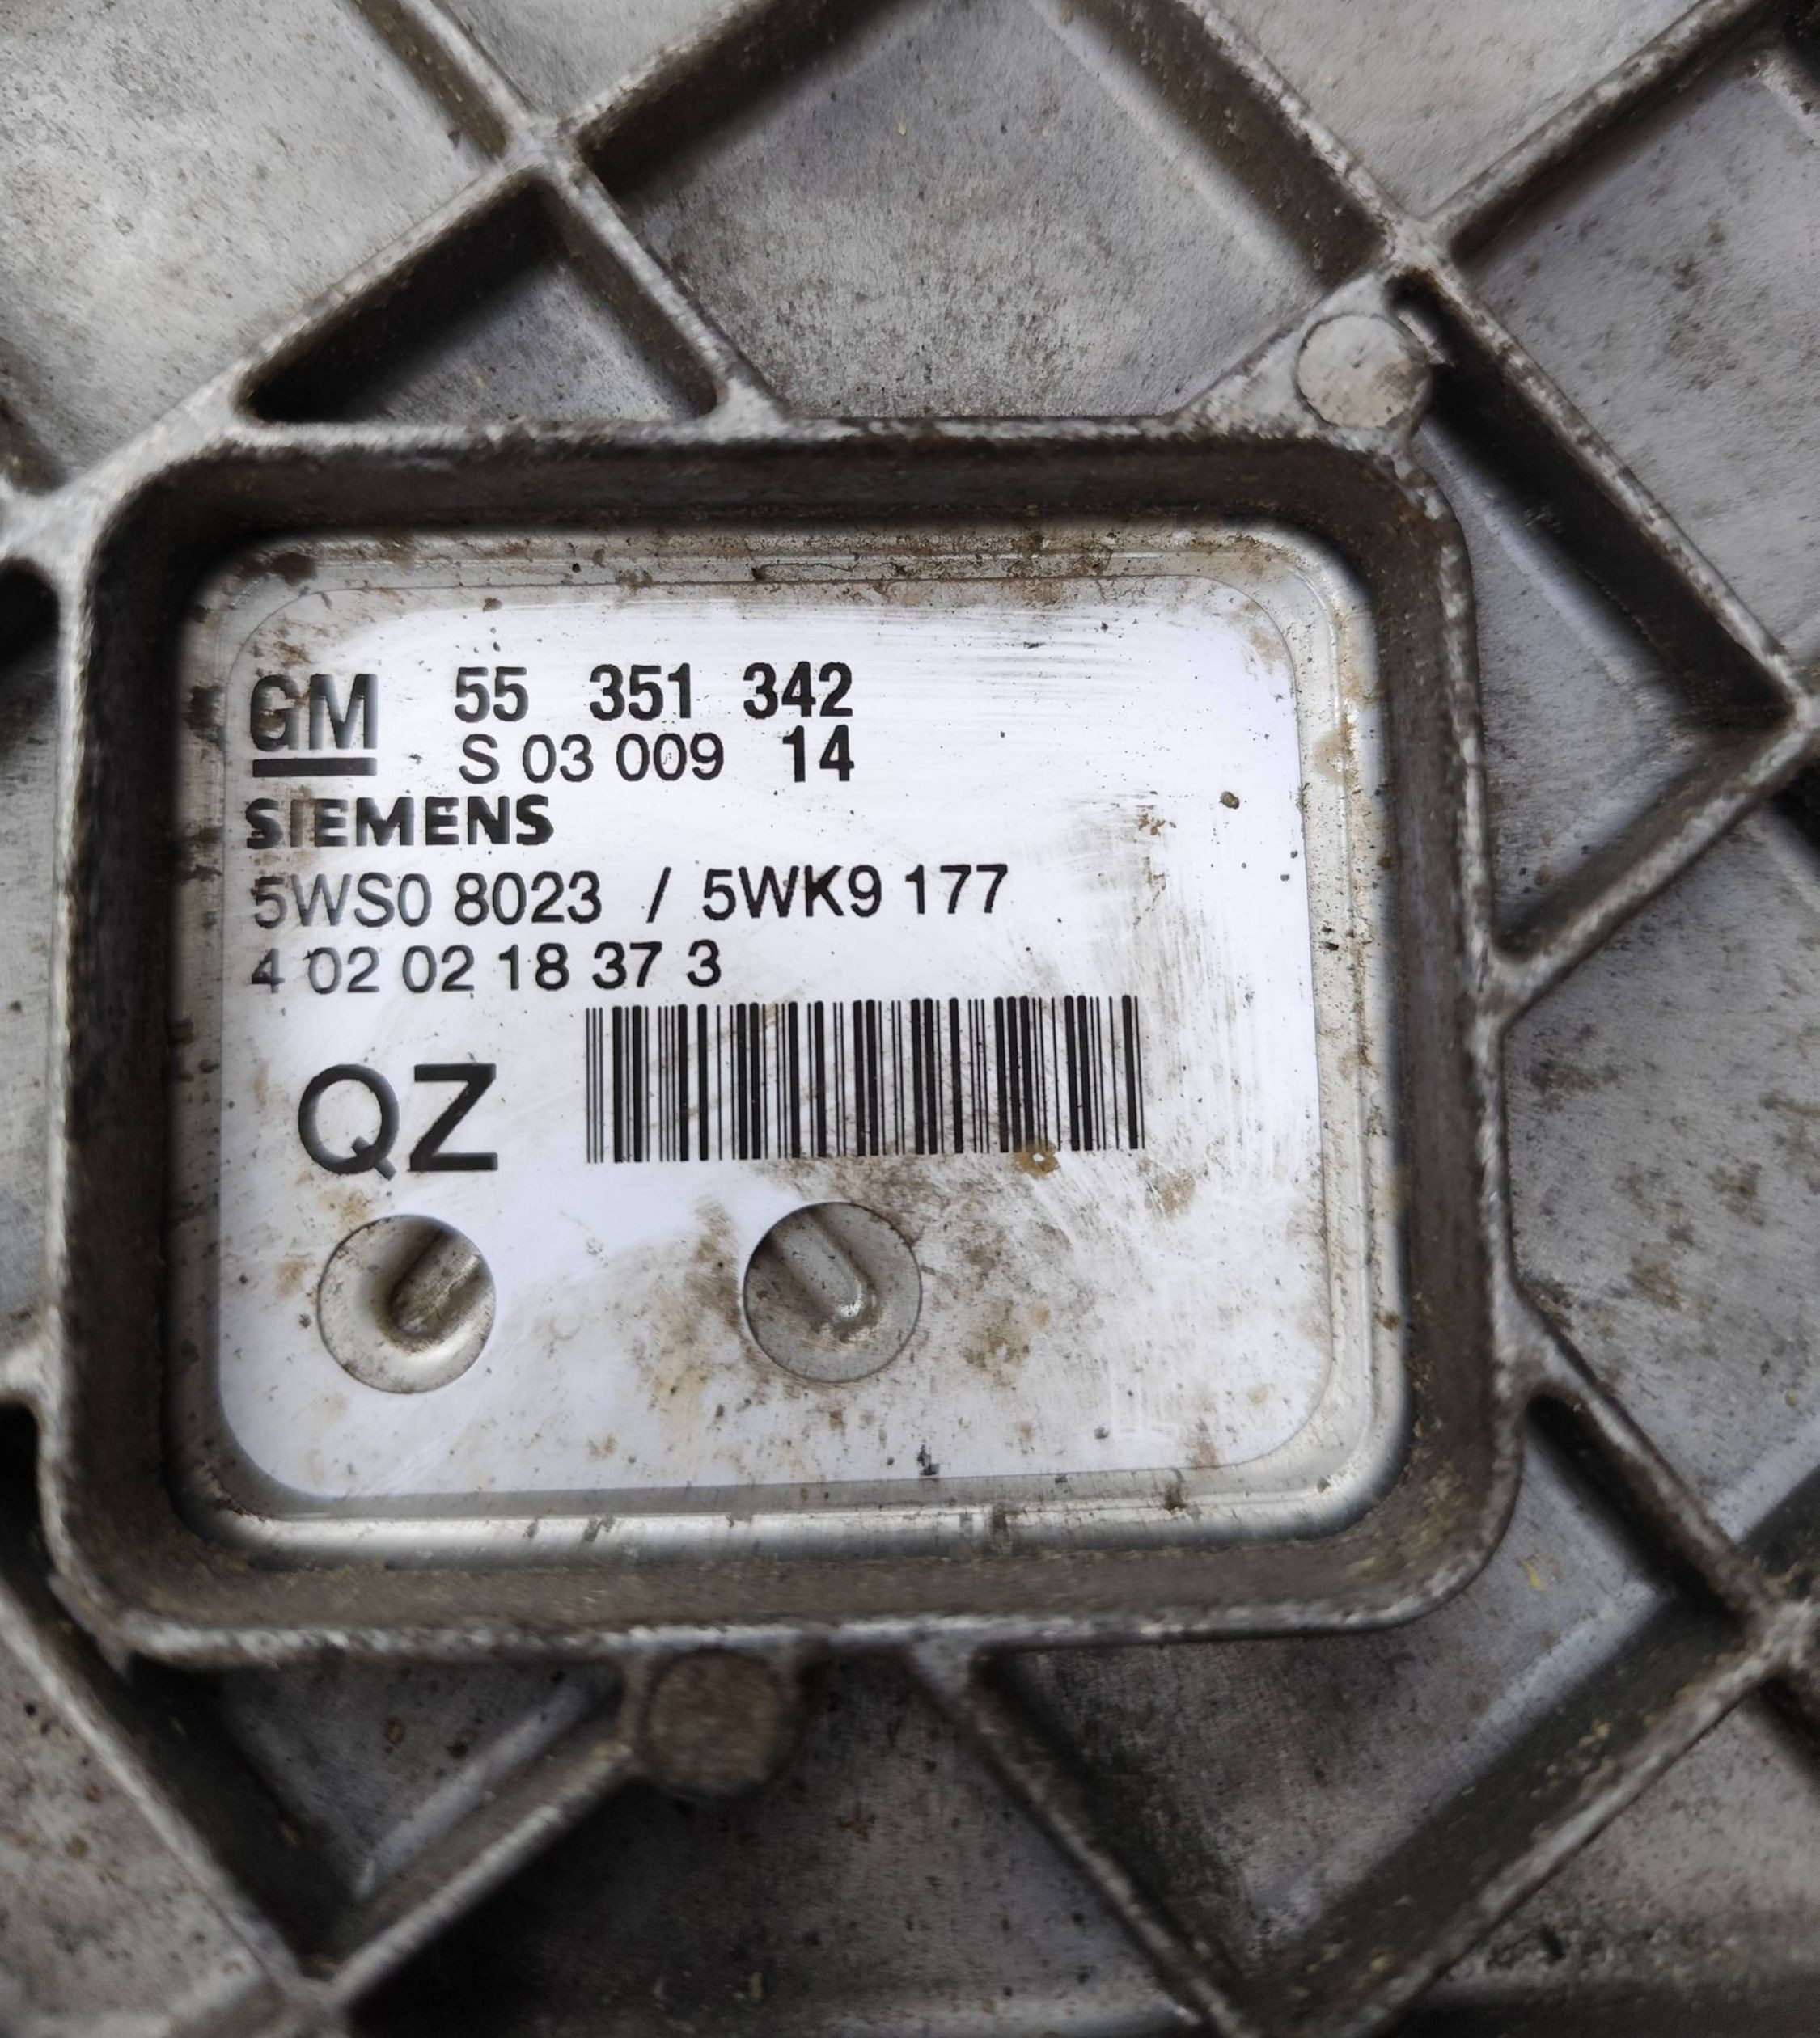 GM 55 351 342
S 03 009 14
SIEMENS
5WS0 8023 / 5WK9 177
4 02 02 18 37 3
QZ